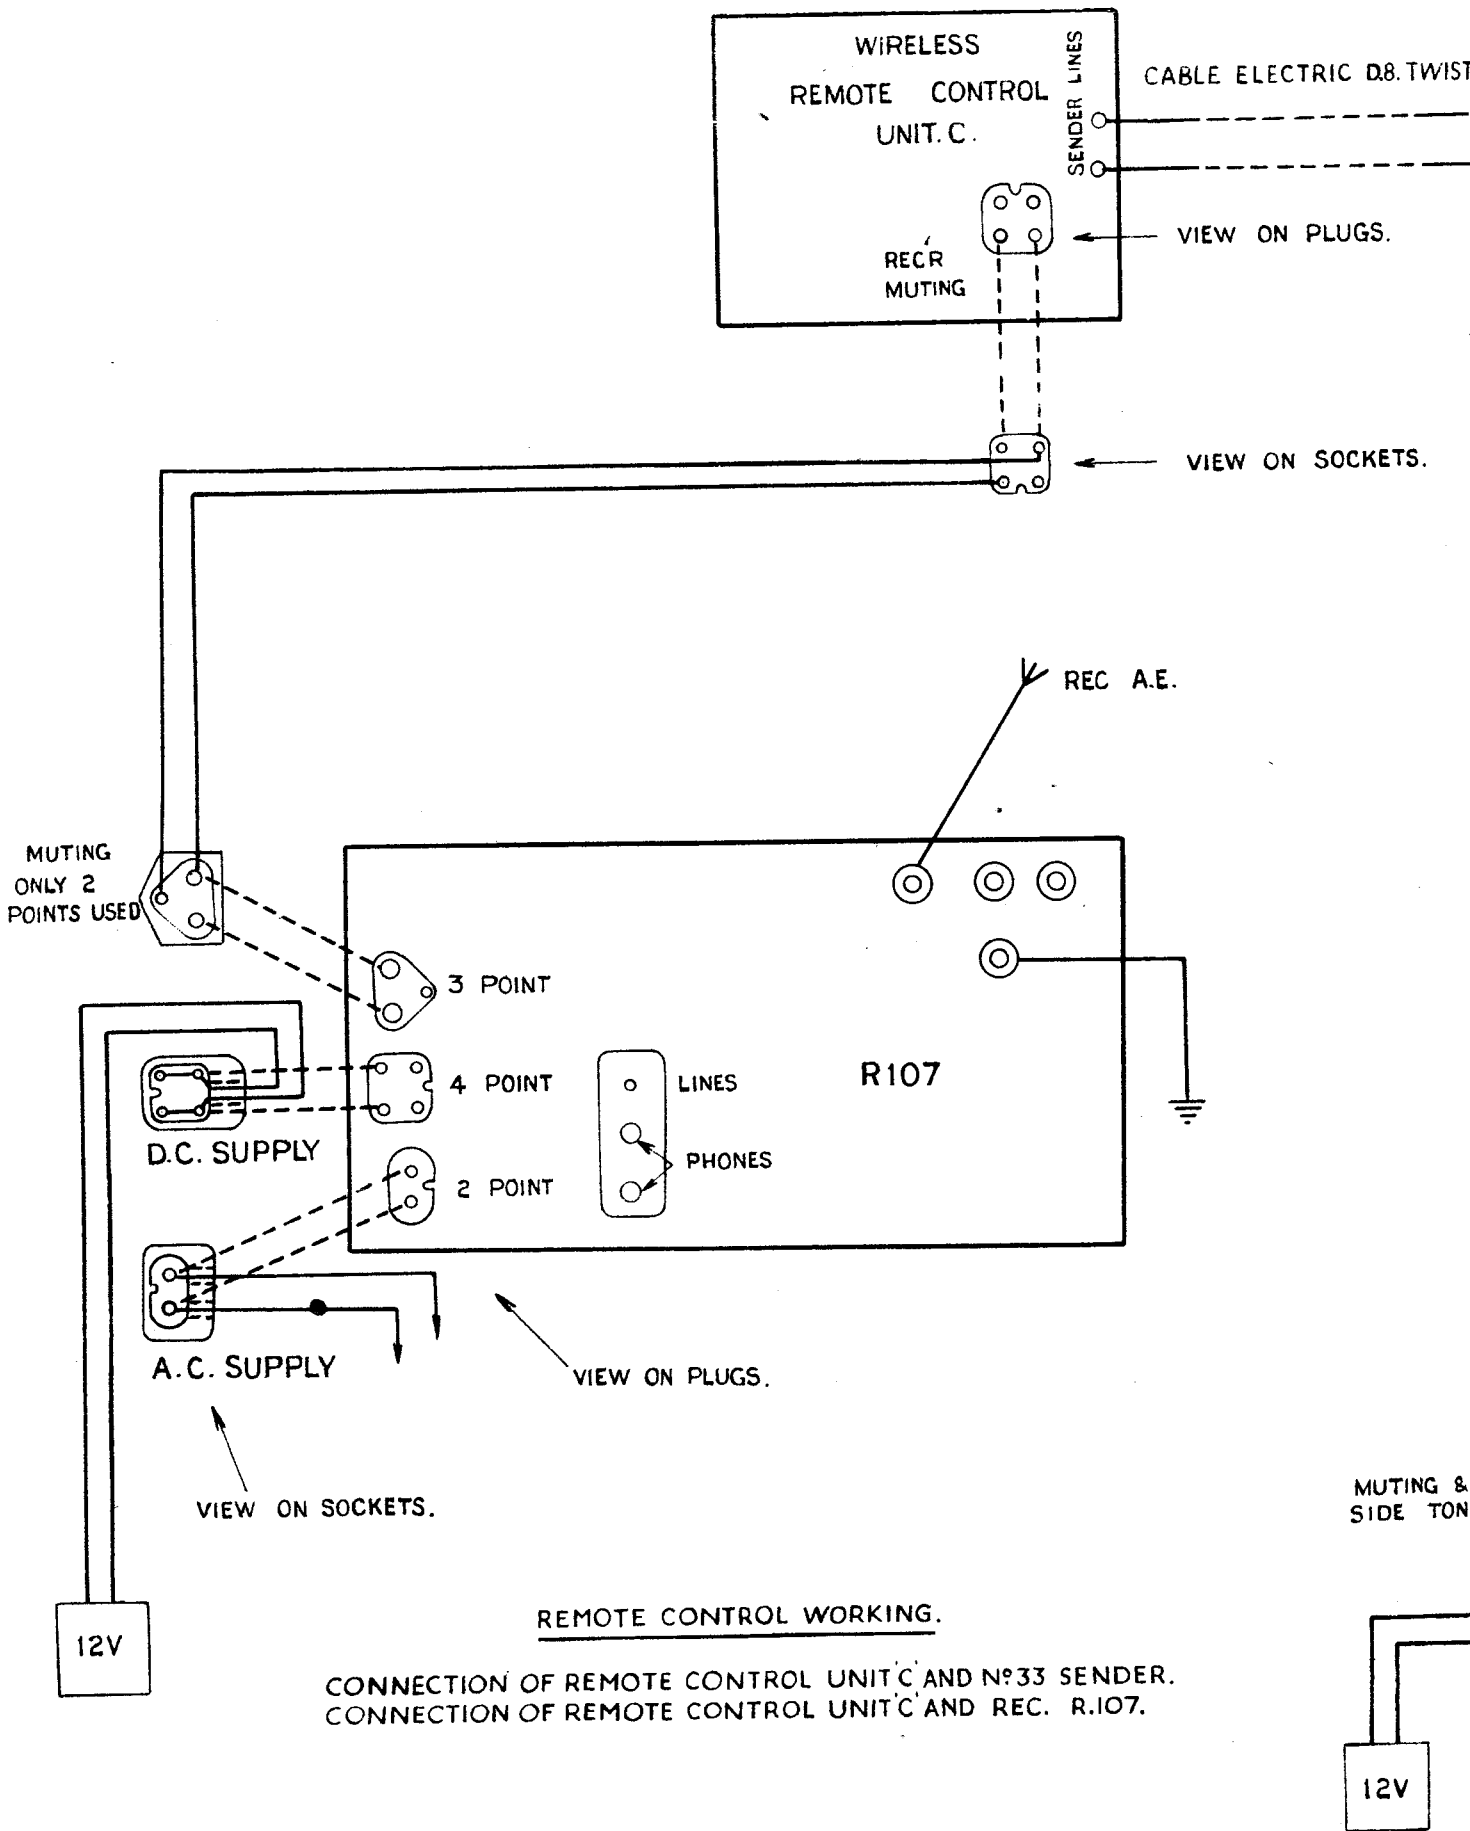 WIRELESS
REMOTE CONTROL
UNIT. C.
SENDER LINES
CABLE ELECTRIC D.8. TWIST
VIEW ON PLUGS.
REC'R
MUTING
VIEW ON SOCKETS.
REC A.E.
MUTING
ONLY 2
POINTS USED
3 POINT
4 POINT
LINES
R107
D.C. SUPPLY
2 POINT
PHONES
A.C. SUPPLY
VIEW ON PLUGS.
VIEW ON SOCKETS.
MUTING &
SIDE TON
12V
REMOTE CONTROL WORKING.
CONNECTION OF REMOTE CONTROL UNIT 'C' AND Nº 33 SENDER.
CONNECTION OF REMOTE CONTROL UNIT 'C' AND REC. R.107.
12V